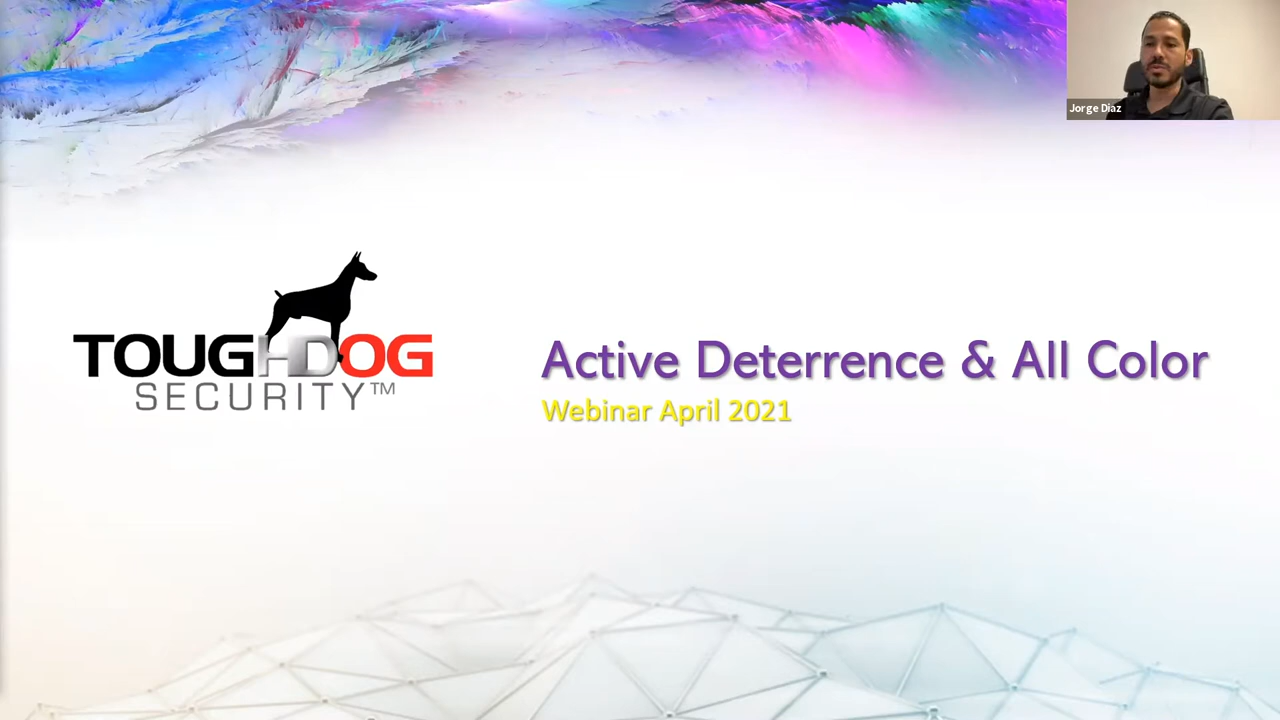 Jorge Diaz
TOUGHDOG
SECURITY™
Active Deterrence & All Color
Webinar April 2021